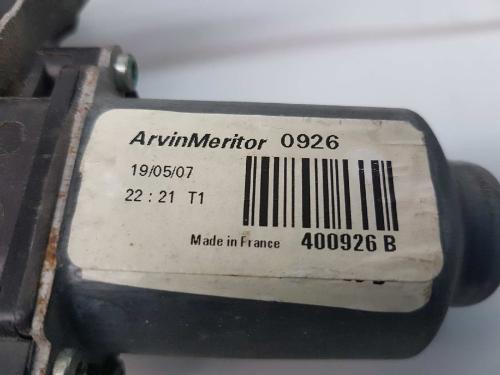 ArvinMeritor 0926
19/05/07
22 : 21 T1
Made in France 400926 B